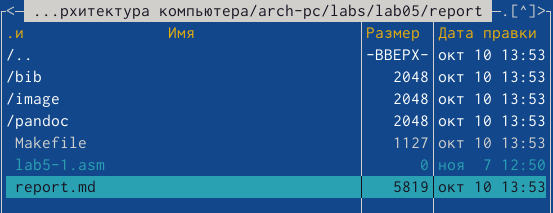 <— ...рхитектура компьютера/arch-pc/labs/lab05/report —.[^]>
.и Имя Размер Дата правки
/.. -ВВЕРХ- окт 10 13:53
/bib 2048 окт 10 13:53
/image 2048 окт 10 13:53
/pandoc 2048 окт 10 13:53
Makefile 1127 окт 10 13:53
lab5-1.asm 0 ноя 7 12:50
report.md 5819 окт 10 13:53